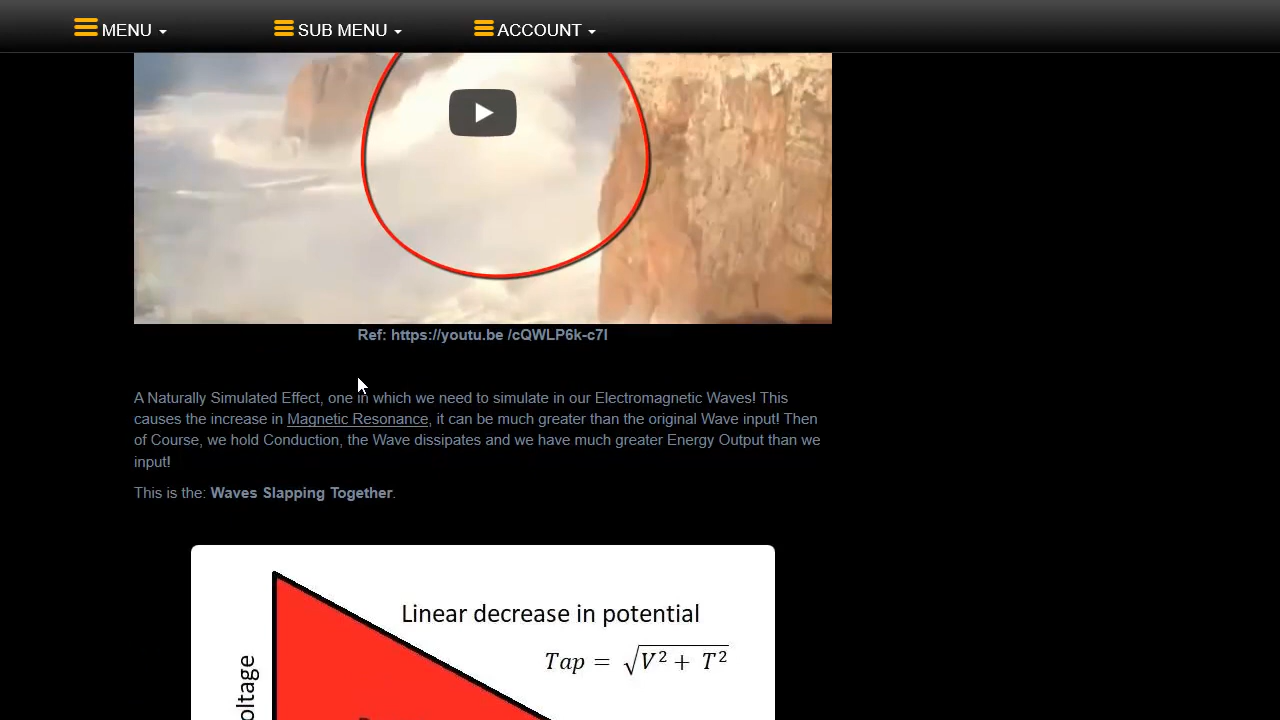 MENU
SUB MENU
ACCOUNT
Ref: https://youtu.be /cQWLP6k-c7I
A Naturally Simulated Effect, one in which we need to simulate in our Electromagnetic Waves! This
causes the increase in Magnetic Resonance, it can be much greater than the original Wave input! Then
of Course, we hold Conduction, the Wave dissipates and we have much greater Energy Output than we
input!
This is the: Waves Slapping Together.
Linear decrease in potential
Tap = √V² + T²
oltage